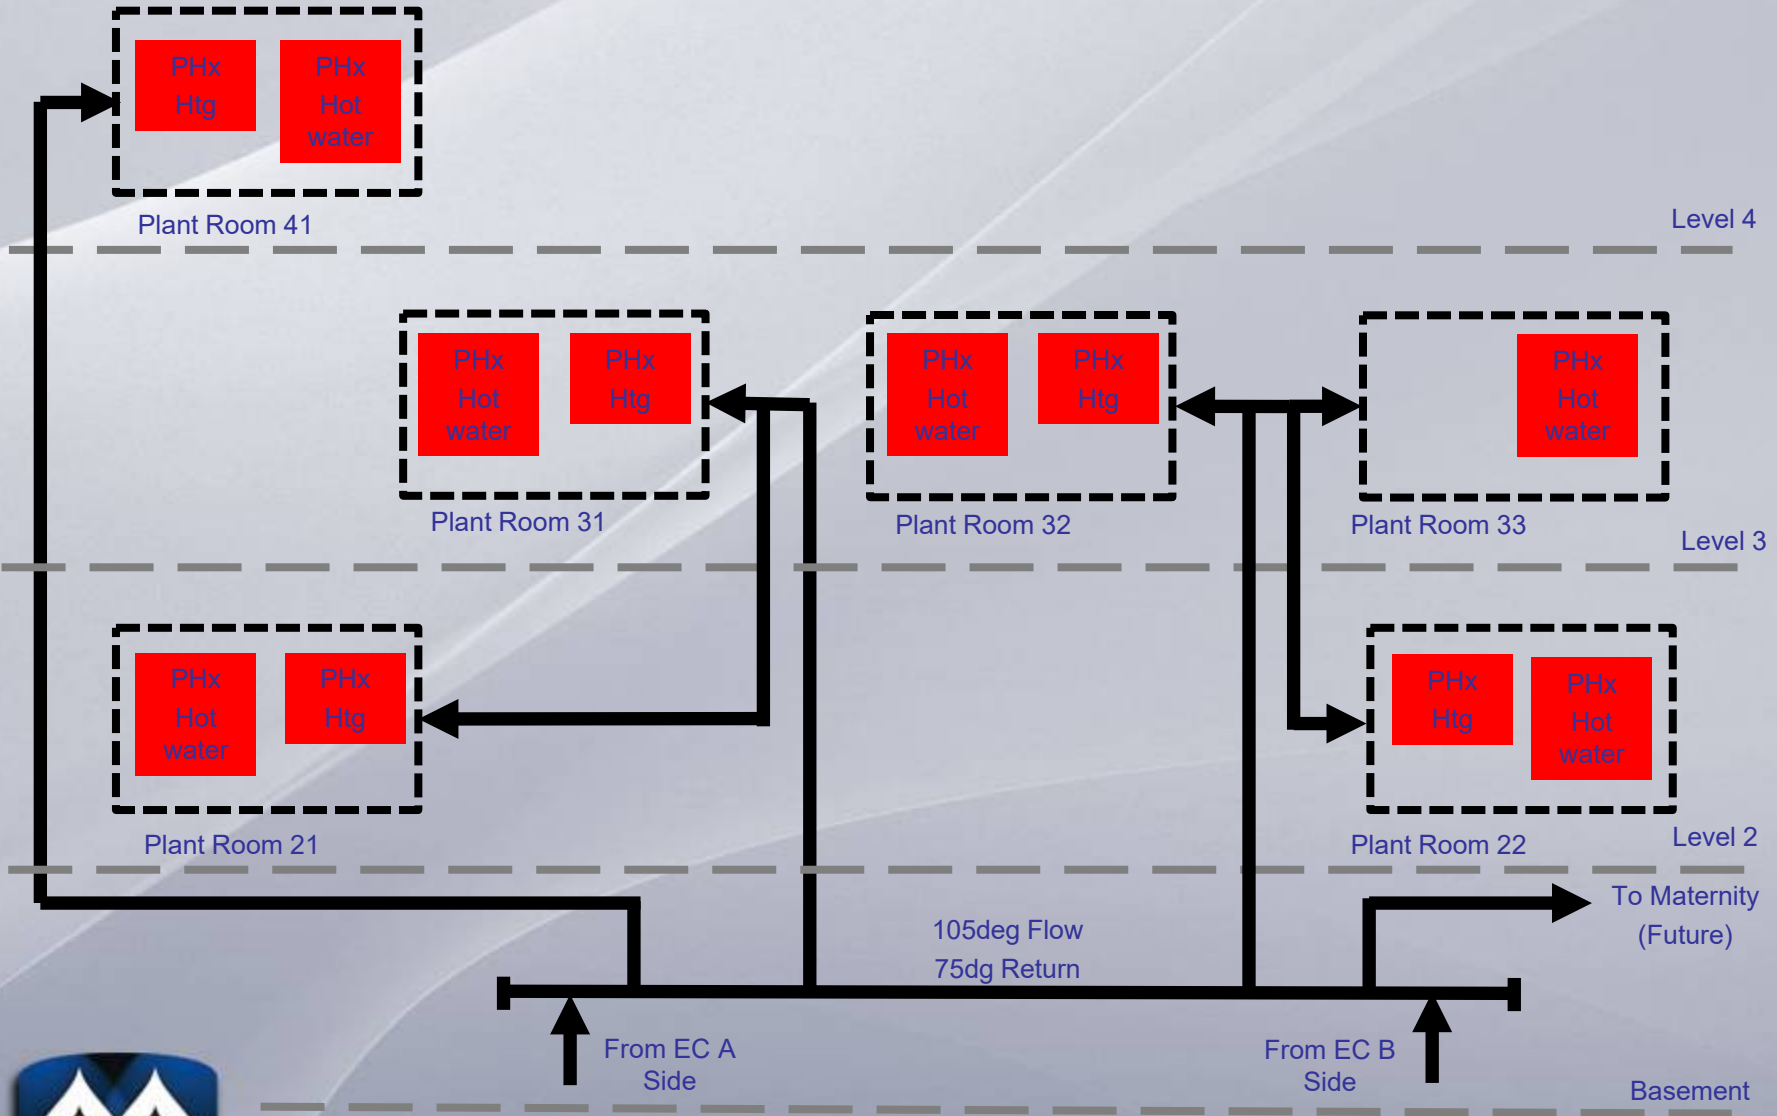 PHx
Htg
PHx
Hot
water
Plant Room 41
Level 4
PHx
Hot
water
PHx
Htg
PHx
Hot
water
PHx
Htg
PHx
Hot
water
Plant Room 31
Plant Room 32
Plant Room 33
Level 3
PHx
Hot
water
PHx
Htg
PHx
Htg
PHx
Hot
water
Plant Room 21
Plant Room 22
Level 2
To Maternity
(Future)
105deg Flow
75dg Return
From EC A
Side
From EC B
Side
Basement